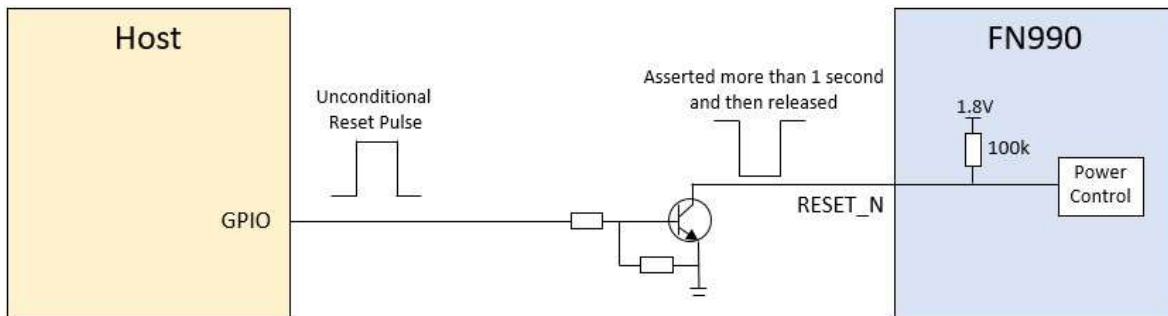 Host
FN990
Asserted more than 1 second
and then released
Unconditional
Reset Pulse
1.8V
100k
Power
Control
RESET_N
GPIO